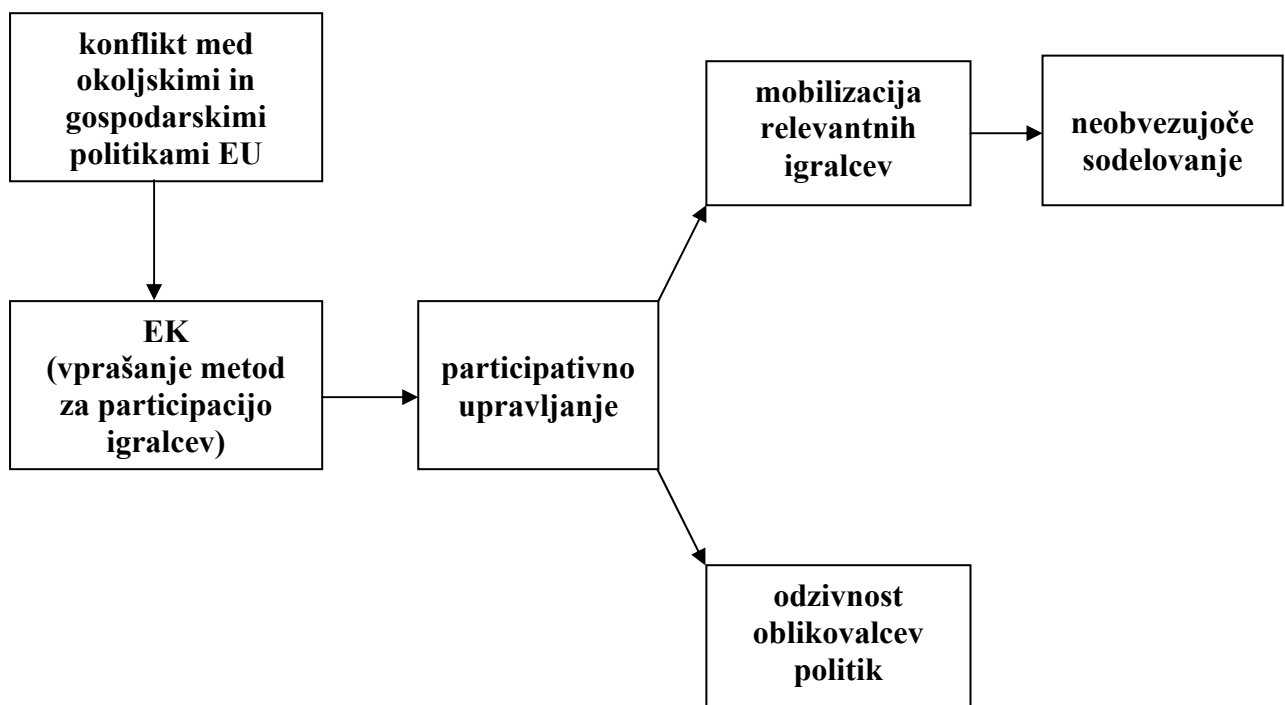 konflikt med
okoljskimi in
gospodarskimi
politikami EU
mobilizacija
relevantnih
igralcev
neobvezujoče
sodelovanje
EK
(vprašanje metod
za participacijo
igralcev)
participativno
upravljanje
odzivnost
oblikovalcev
politik